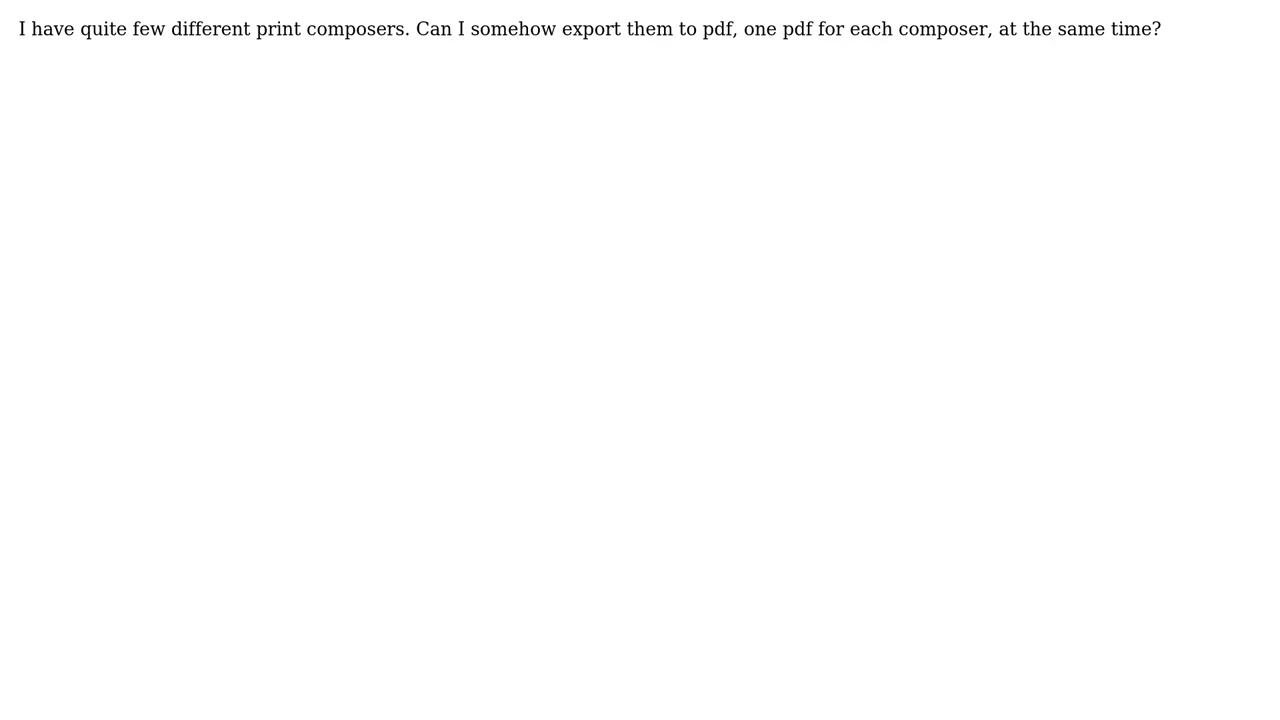 I have quite few different print composers. Can I somehow export them to pdf, one pdf for each composer, at the same time?